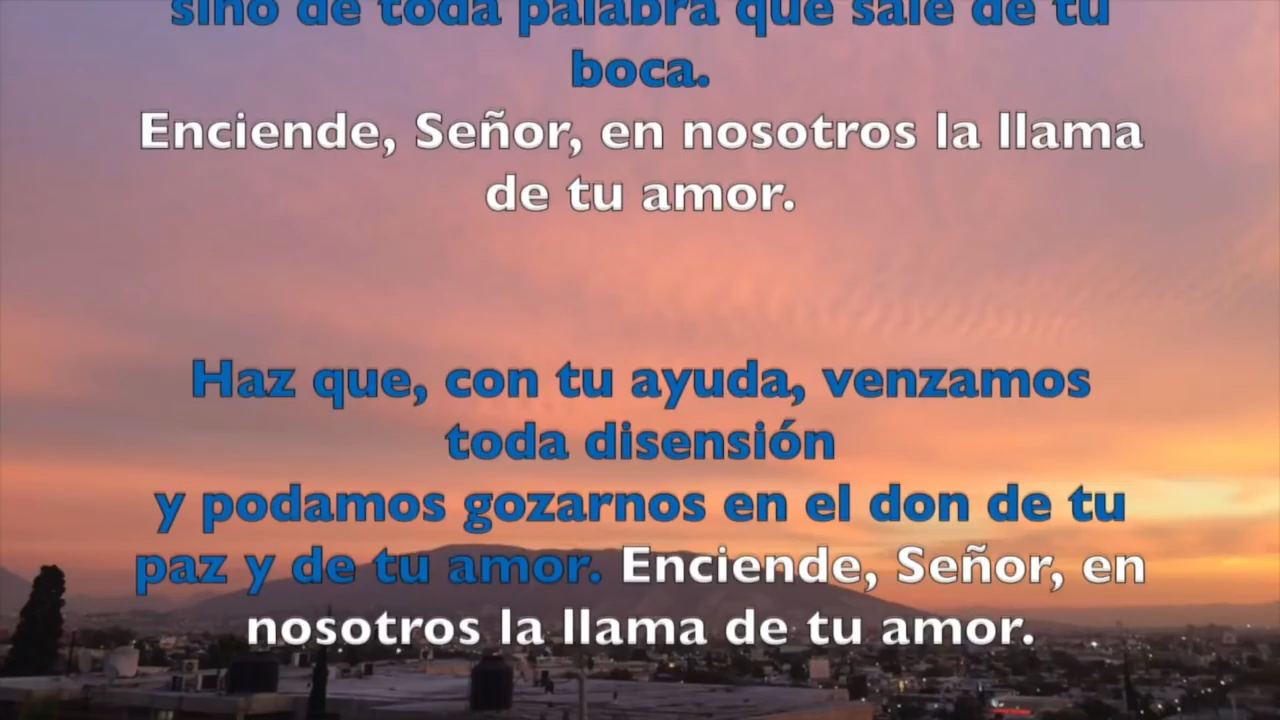 sino de toda palabra que sale de tu
boca.
Enciende, Señor, en nosotros la llama
de tu amor.
Haz que, con tu ayuda, venzamos
toda disensión
y podamos gozarnos en el don de tu
paz y de tu amor. Enciende, Señor, en
nosotros la llama de tu amor.